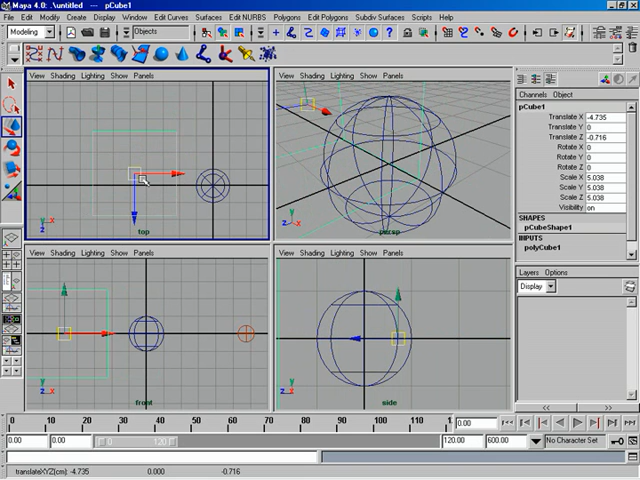 Maya 4.0: .\untitled --- pCube1
File Edit Modify Create Display Window Edit Curves Surfaces Edit NURBS Polygons Edit Polygons Subdiv Surfaces Scripts Help
Modeling Objects
View Shading Lighting Show Panels
View Shading Lighting Show Panels
Channels Object
pCube1
Translate X -4.735
Translate Y 0
Translate Z -0.716
Rotate X 0
Rotate Y 0
Rotate Z 0
Scale X 5.038
Scale Y 5.038
Scale Z 5.038
Visibility on
SHAPES
pCubeShape1
INPUTS
polyCube1
y
z x
top
persp
View Shading Lighting Show Panels
View Shading Lighting Show Panels
Layers Options
Display
y
z x
front
side
0 10 20 30 40 50 60 70 80 90 100 110 0.00
0.00 0.00 0 120 120.00 600.00 No Character Set
translateXYZ(cm): -4.735 0.000 -0.716